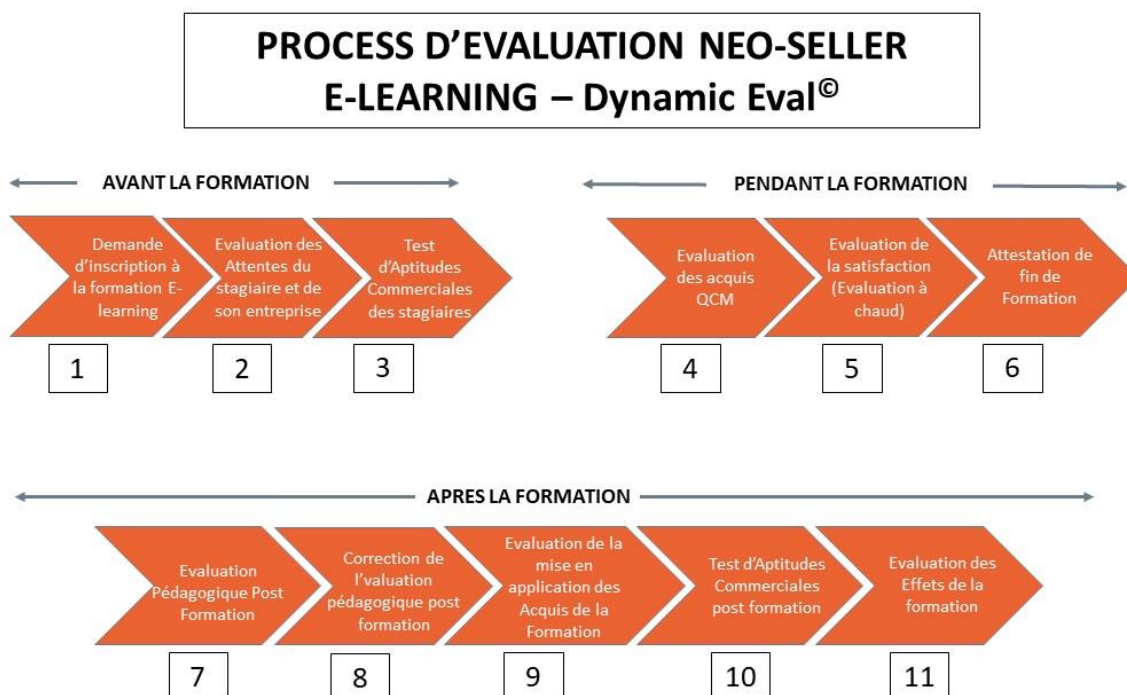 PROCESS D’EVALUATION NEO-SELLER
E-LEARNING – Dynamic Eval©
AVANT LA FORMATION
Demande
d’inscription à
la formation E-
learning
1
Evaluation des
Attentes du
stagiaire et de
son entreprise
2
Test
d’Aptitudes
Commerciales
des stagiaires
3
PENDANT LA FORMATION
Evaluation
des acquis
QCM
4
Evaluation de
la satisfaction
(Evaluation à
chaud)
5
Attestation de
fin de
Formation
6
APRES LA FORMATION
Evaluation
Pédagogique Post
Formation
7
Correction de
l’valuation
pédagogique post
formation
8
Evaluation de la
mise en
application des
Acquis de la
Formation
9
Test d’Aptitudes
Commerciales
post formation
10
Evaluation des
Effets de la
formation
11